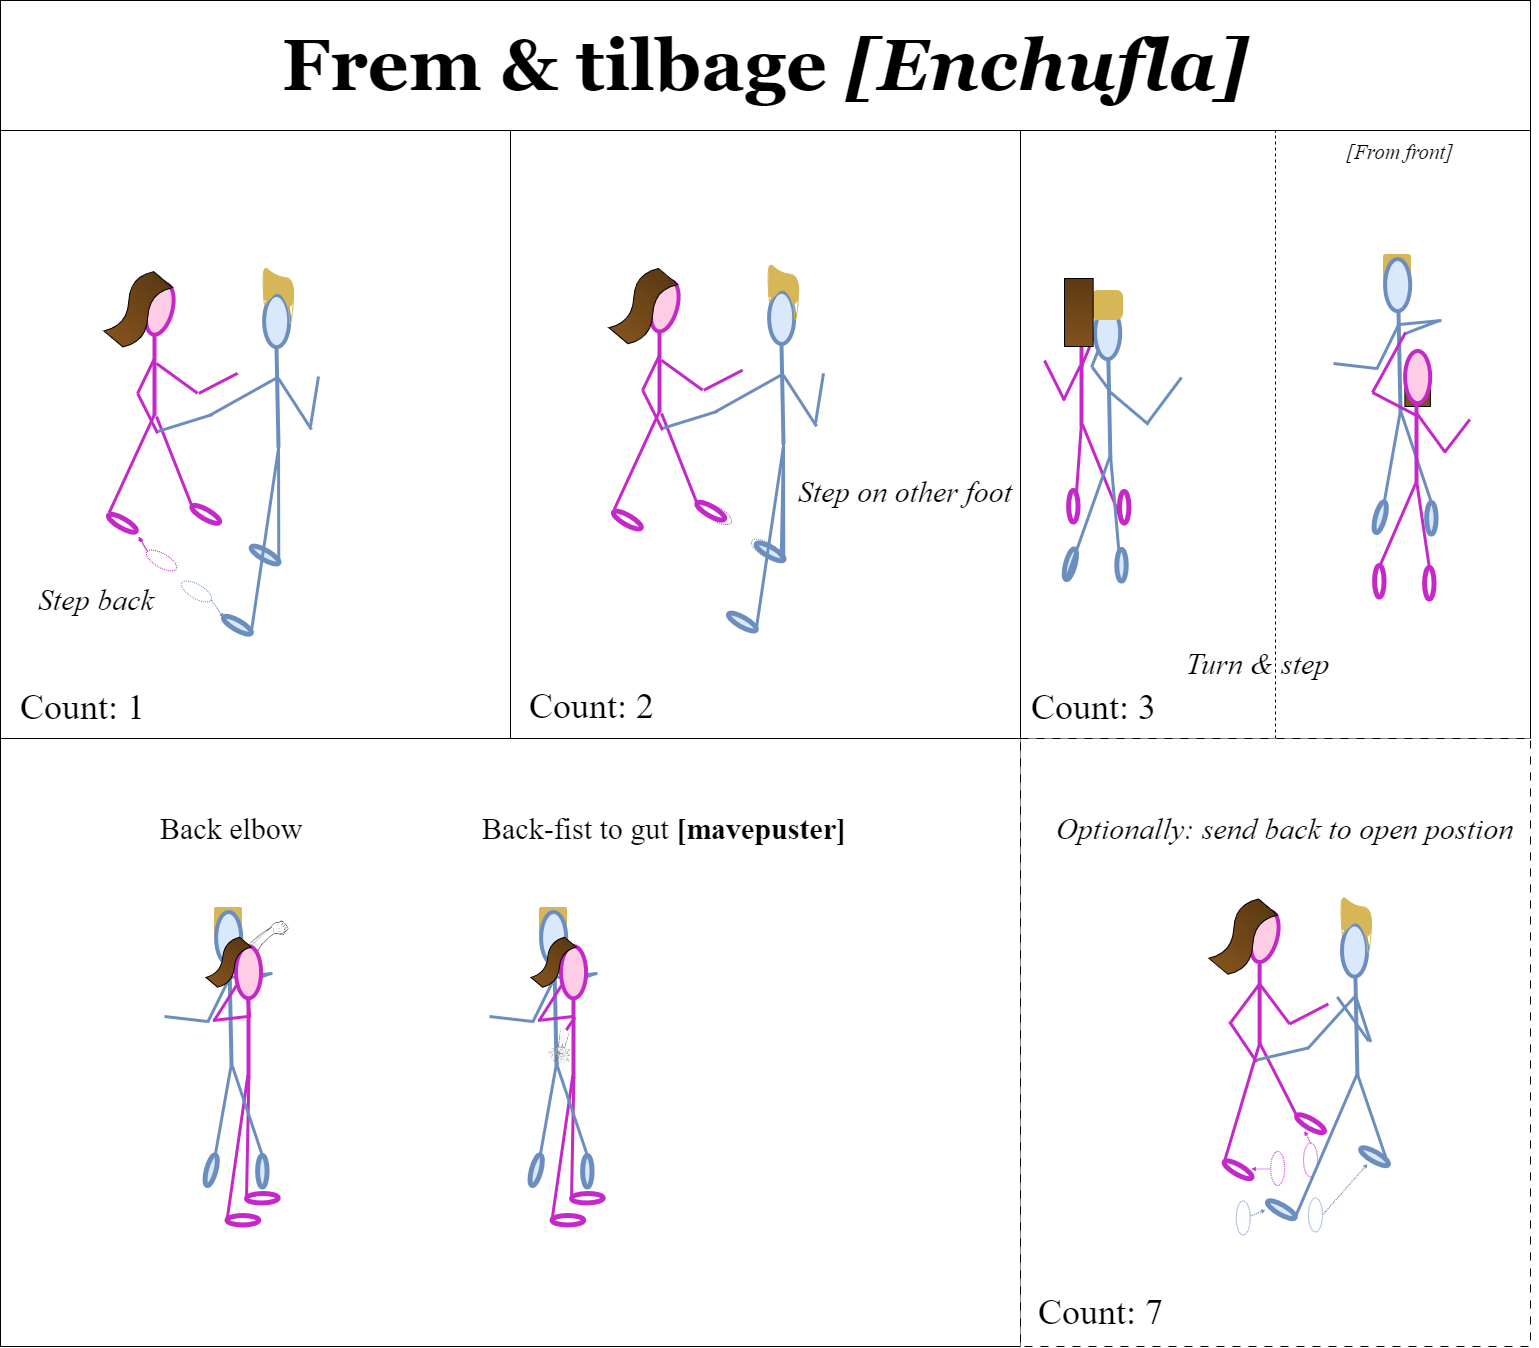 Frem & tilbage [Enchufla]
[From front]
Step on other foot
Step back
Turn & step
Count: 1
Count: 2
Count: 3
Back elbow
Back-fist to gut [mavepuster]
Optionally: send back to open postion
Count: 7